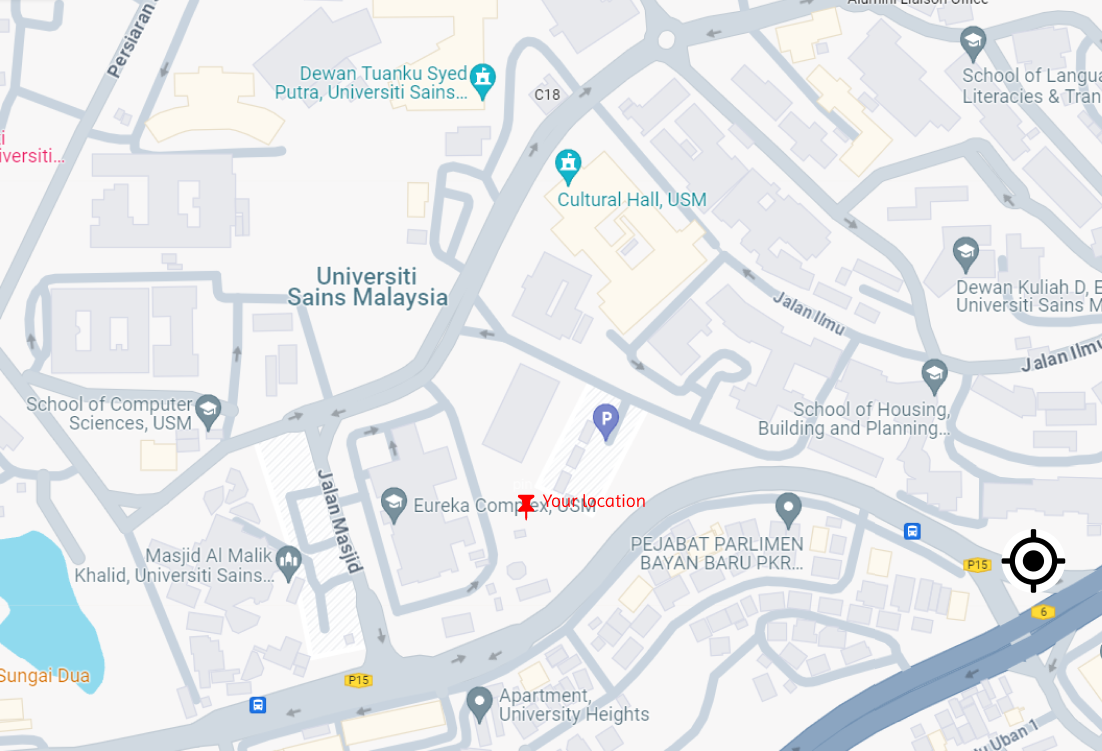 Alumini Liaison Office
Persiaran
Dewan Tuanku Syed
Putra, Universiti Sains...
C18
School of Langua
Literacies & Tran
iversiti...
Cultural Hall, USM
Universiti
Sains Malaysia
Dewan Kuliah D, E
Universiti Sains M
Jalan Ilmu
Jalan Ilmu
School of Computer
Sciences, USM
P
School of Housing,
Building and Planning...
Jalan Masjid
Eureka Complex, USM
Your location
PEJABAT PARLIMEN
BAYAN BARU PKR...
Masjid Al Malik
Khalid, Universiti Sains...
P15
6
Sungai Dua
P15
Apartment,
University Heights
Uban 1